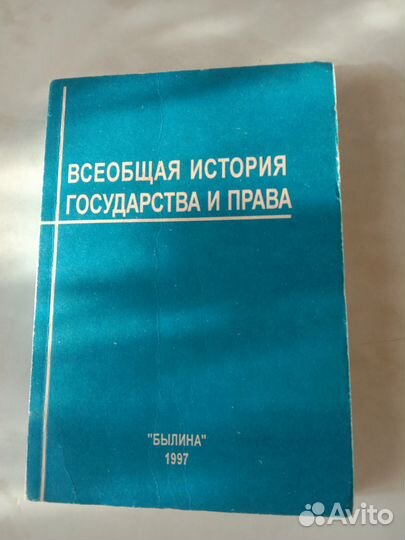 ВСЕОБЩАЯ ИСТОРИЯ
ГОСУДАРСТВА И ПРАВА
"БЫЛИНА"
1997
Avito